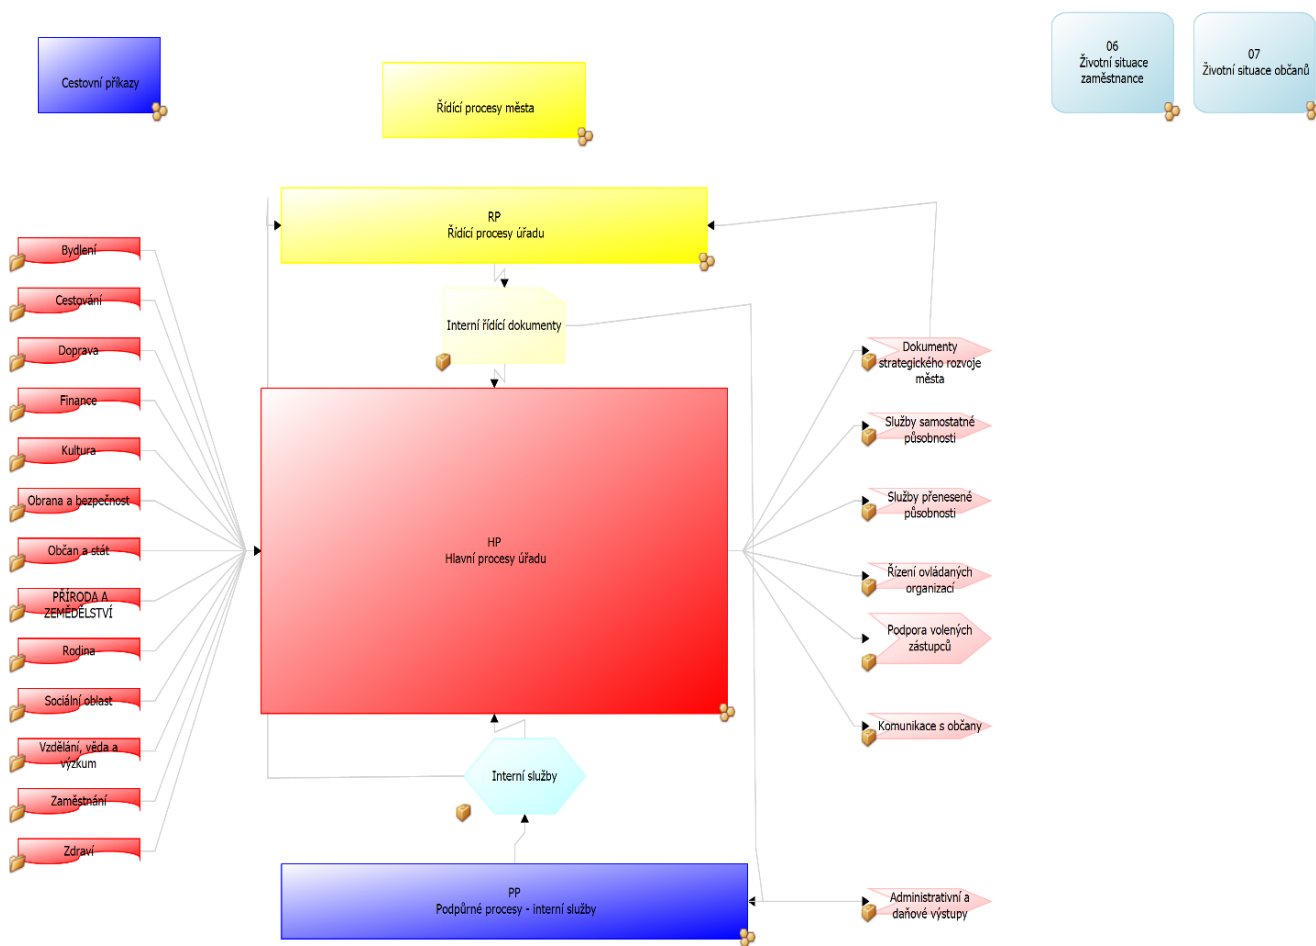 Cestovní příkazy
Řídící procesy města
06
Životní situace
zaměstnance
07
Životní situace občanů
RP
Řídící procesy úřadu
Interní řídící dokumenty
Bydlení
Cestování
Doprava
Finance
Kultura
Obrana a bezpečnost
Občan a stát
PŘÍRODA A
ZEMĚDĚLSTVÍ
Rodina
Sociální oblast
Vzdělání, věda a
výzkum
Zaměstnání
Zdraví
HP
Hlavní procesy úřadu
Interní služby
PP
Podpůrné procesy - interní služby
Dokumenty
strategického rozvoje
města
Služby samostatné
působnosti
Služby přenesené
působnosti
Řízení ovládaných
organizací
Podpora volených
zástupců
Komunikace s občany
Administrativní a
daňové výstupy